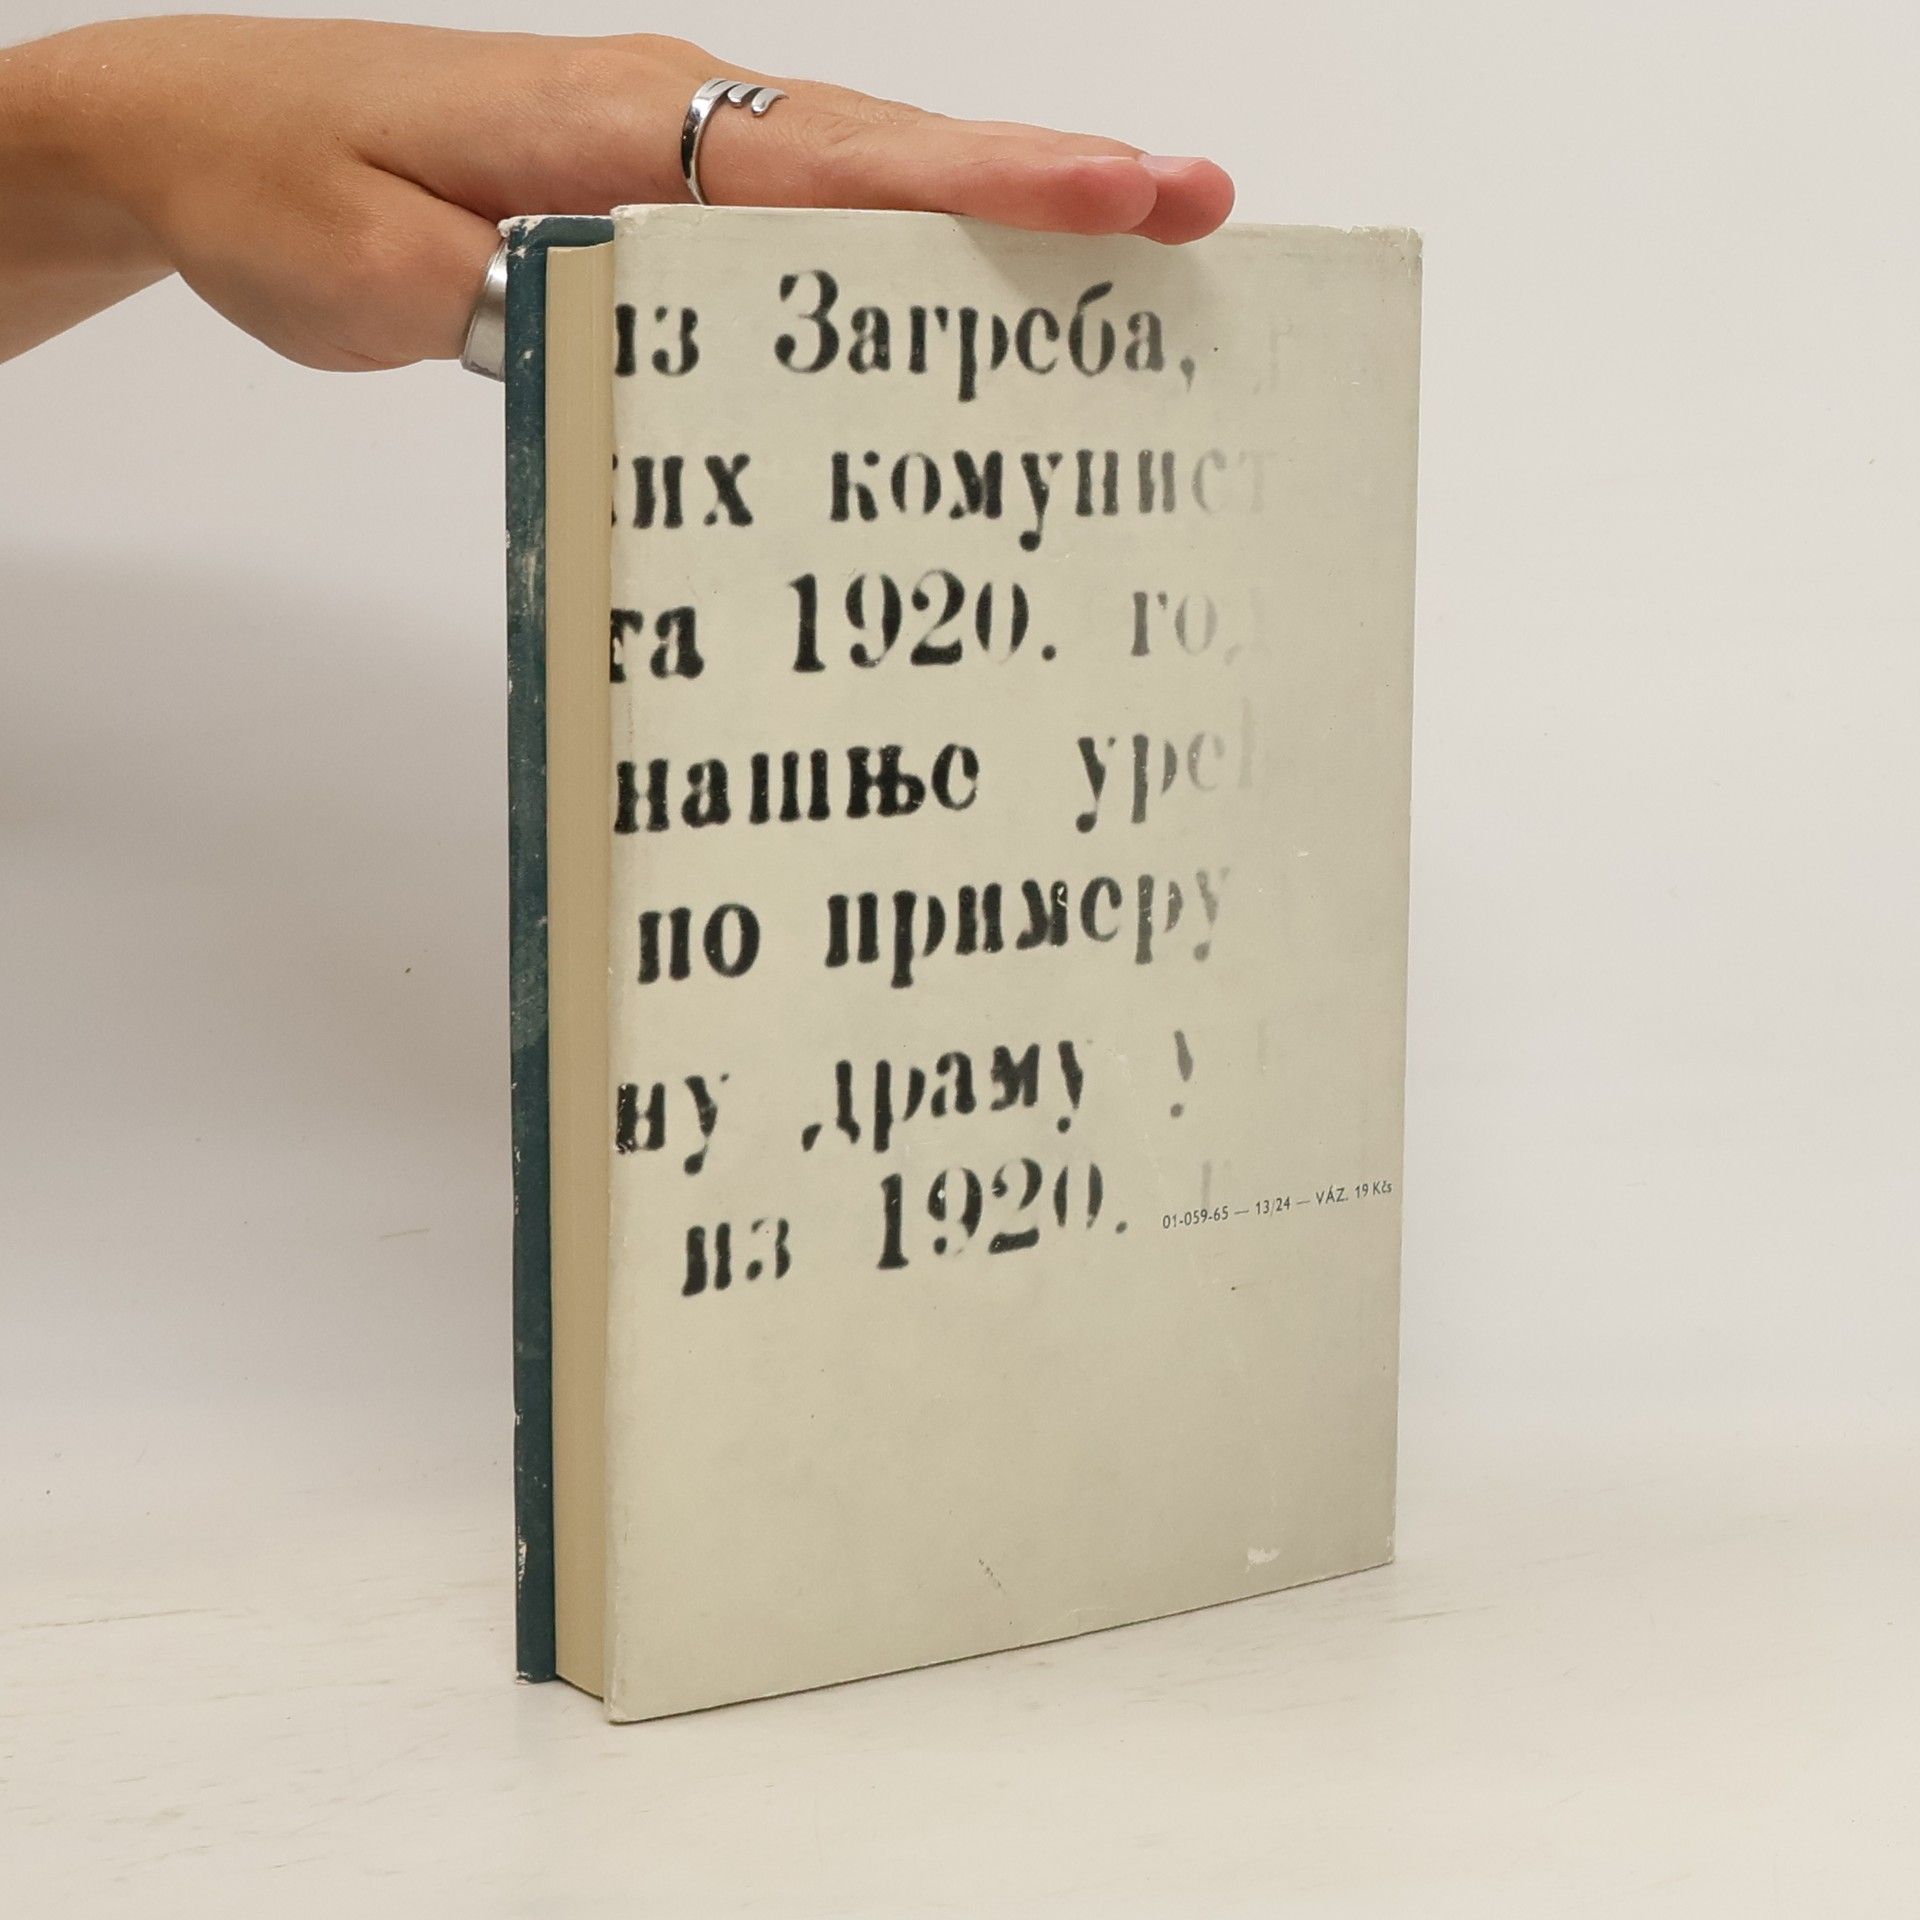 из Загреба,
ких комунист
та 1920. год
нашње уре
по примеру
ну драму у
из 1920.
01-059-65 — 13/24 — VÁZ. 19 Kčs